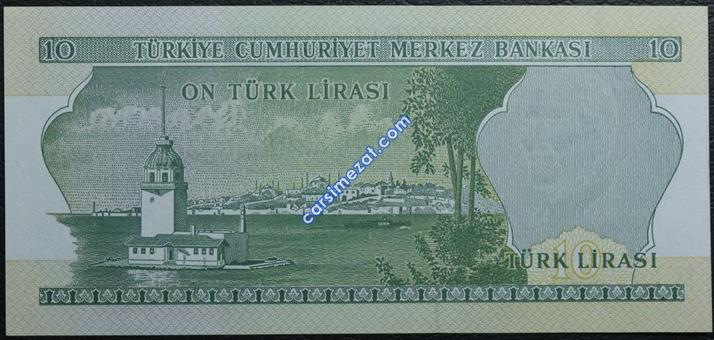 10 TÜRKİYE CUMHURİYET MERKEZ BANKASI 10
ON TÜRK LİRASI
carsimezat.com
10
TÜRK LİRASI